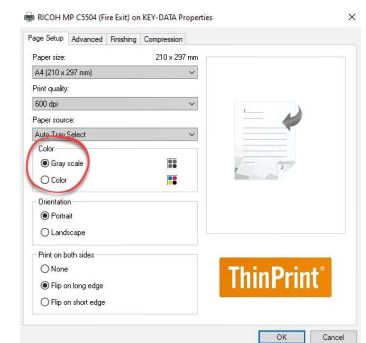 RICOH MP C5504 (Fire Exit) on KEY-DATA Properties
Page Setup Advanced Finishing Compression
Paper size: 210 x 297 mm
A4 (210 x 297 mm)
Print quality:
600 dpi
Paper source:
Auto Tray Select
Color
Gray scale
Color
Orientation
Portrait
Landscape
Print on both sides
None
Flip on long edge
Flip on short edge
1
2
ThinPrint®
OK Cancel